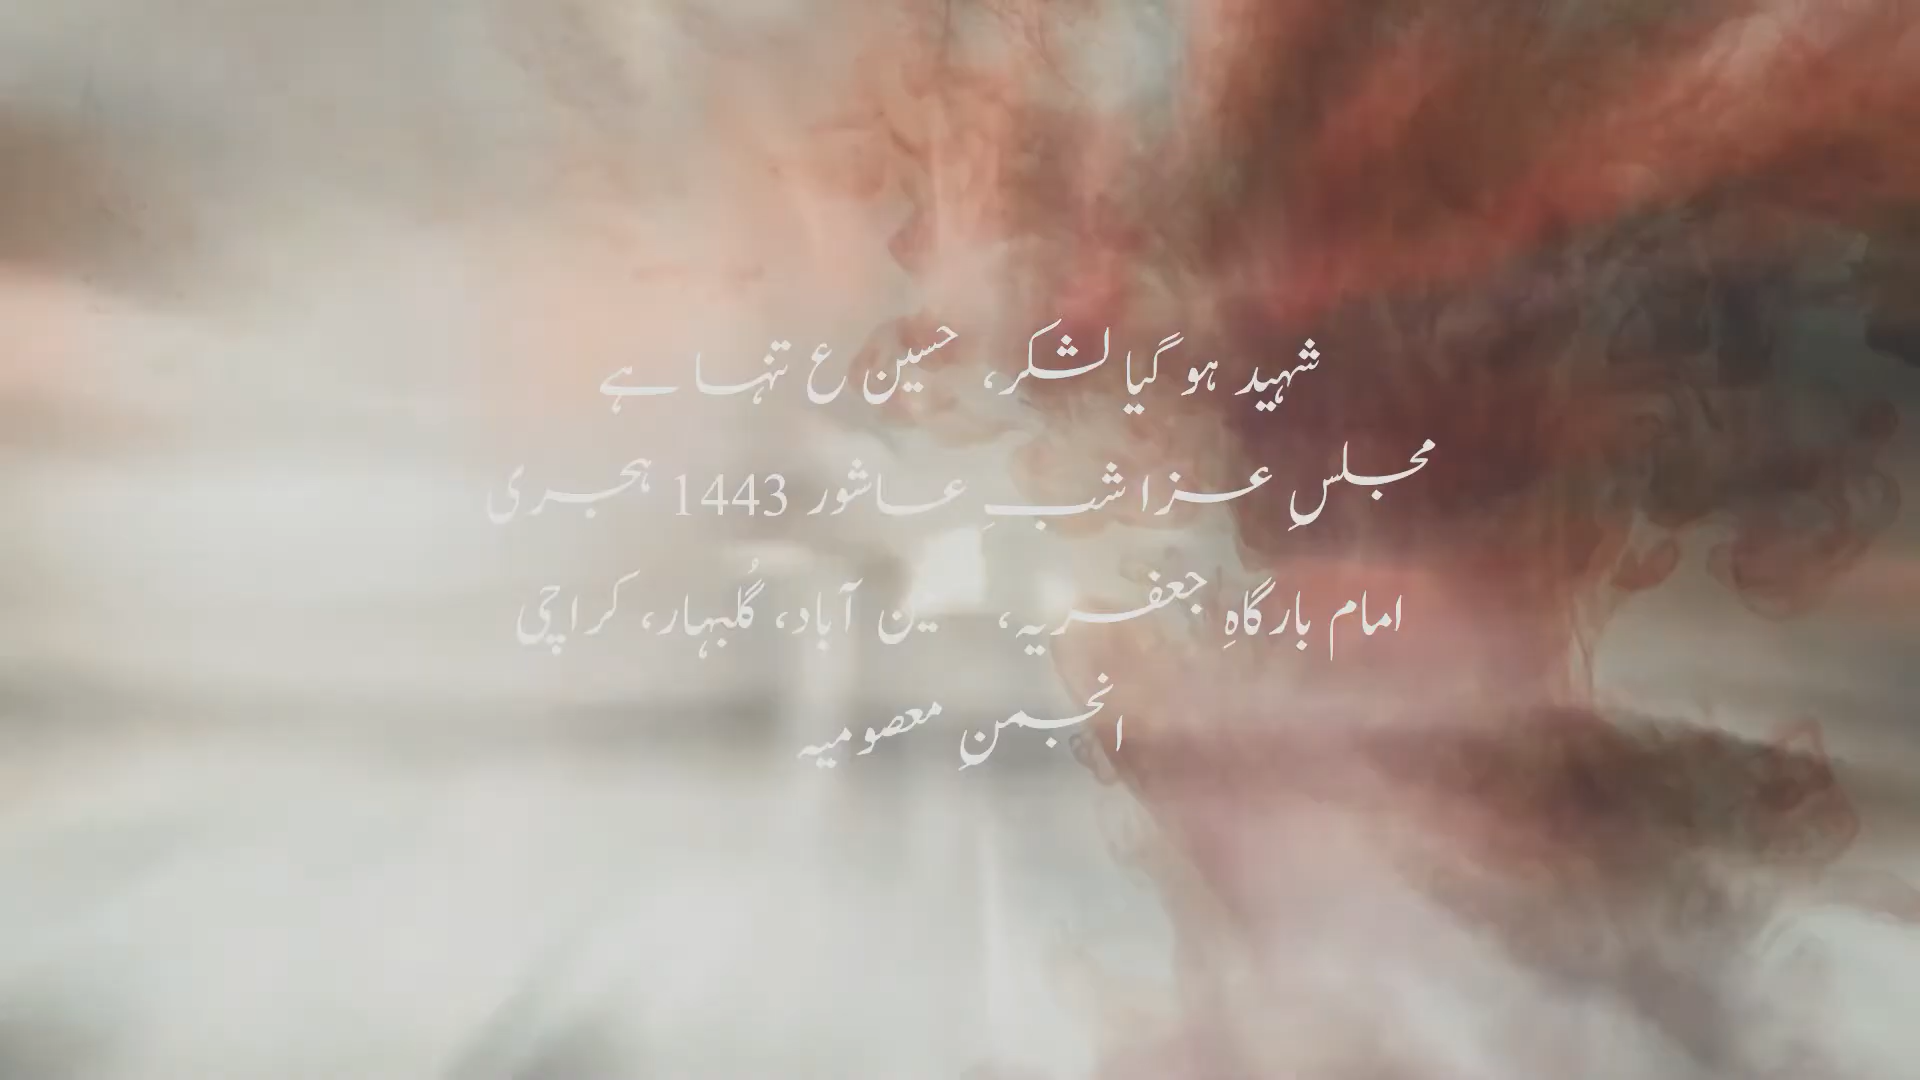 شہید ہو گیا لشکر، حسین ع تنہا ہے
مجلسِ عزا شبِ عاشور 1443 ہجری
امام بارگاہِ جعفریہ، آباد، گُلبہار، کراچی
انجمنِ معصومیہ